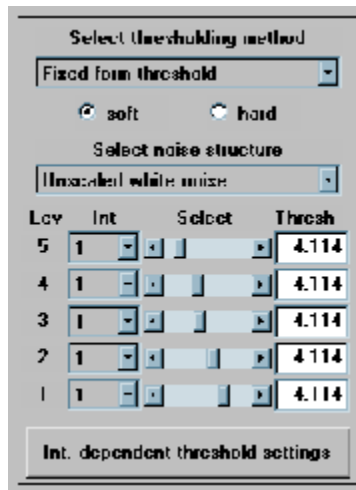 Select thresholding method
Fixed form threshold
soft hard
Select noise structure
Unscaled white noise
Lev Int Select Thresh
5 1 4.114
4 1 4.114
3 1 4.114
2 1 4.114
1 1 4.114
Int. dependent threshold settings